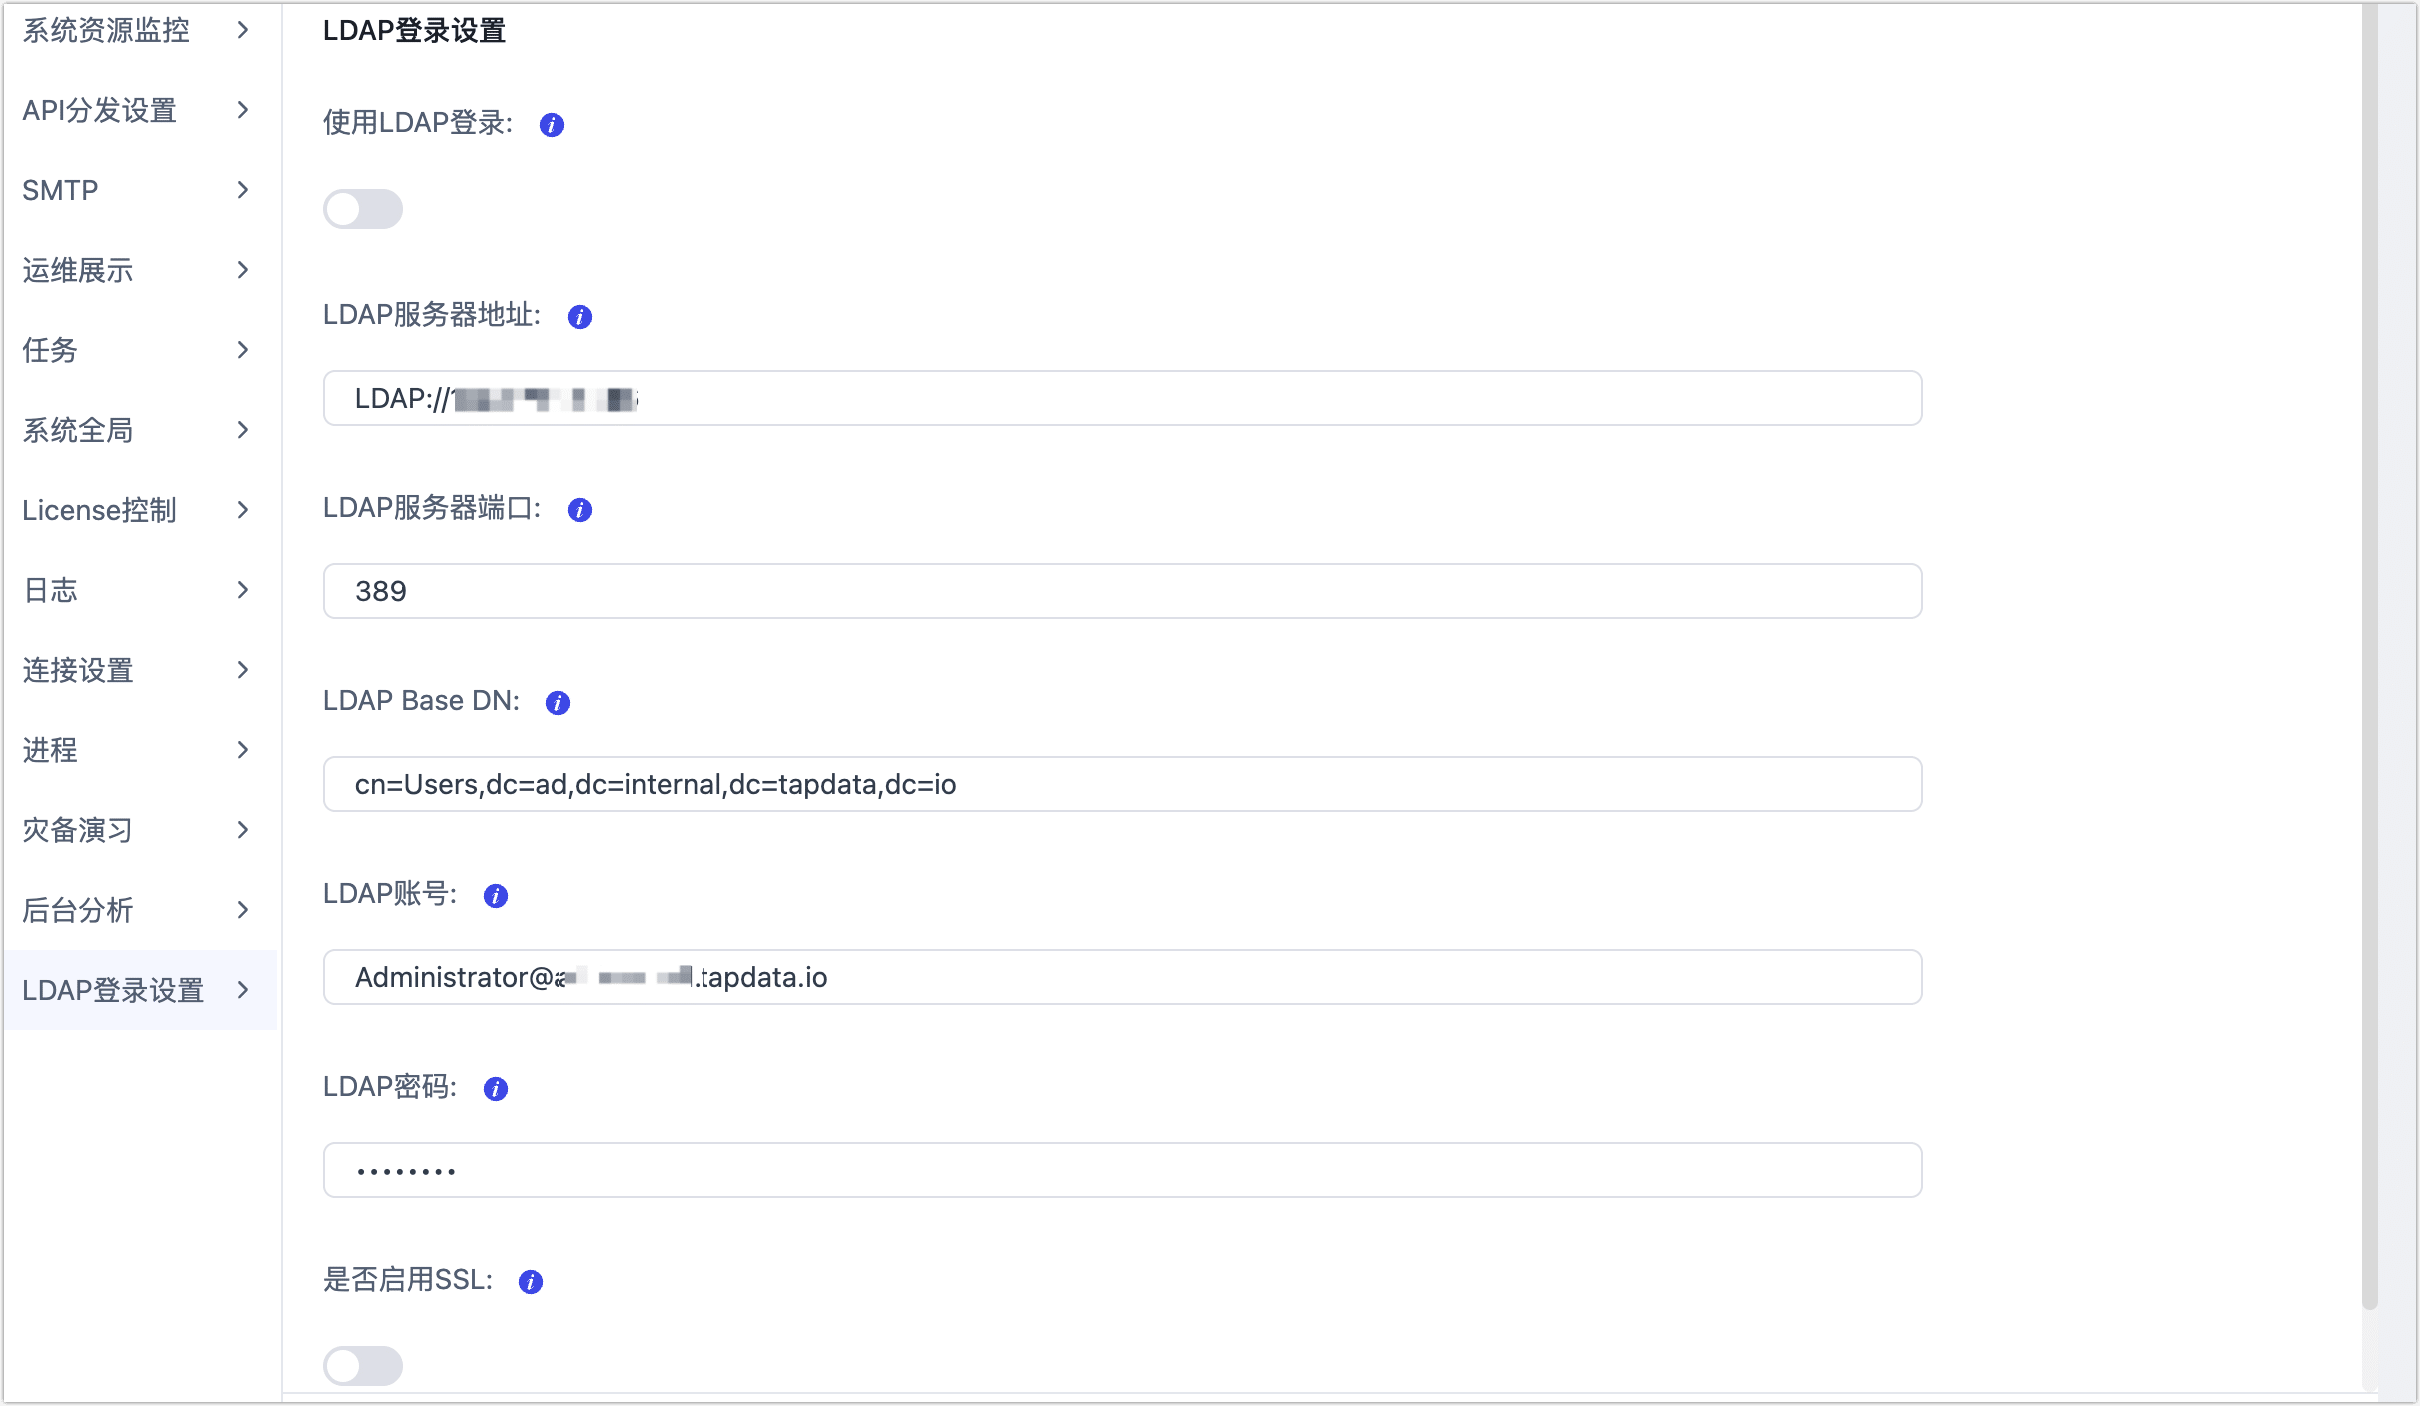 系统资源监控
API分发设置
SMTP
运维展示
任务
系统全局
License控制
日志
连接设置
进程
灾备演习
后台分析
LDAP登录设置
LDAP登录设置
使用LDAP登录:
LDAP服务器地址:
LDAP://
LDAP服务器端口:
389
LDAP Base DN:
cn=Users,dc=ad,dc=internal,dc=tapdata,dc=io
LDAP账号:
Administrator@ .tapdata.io
LDAP密码:
••••••••
是否启用SSL: